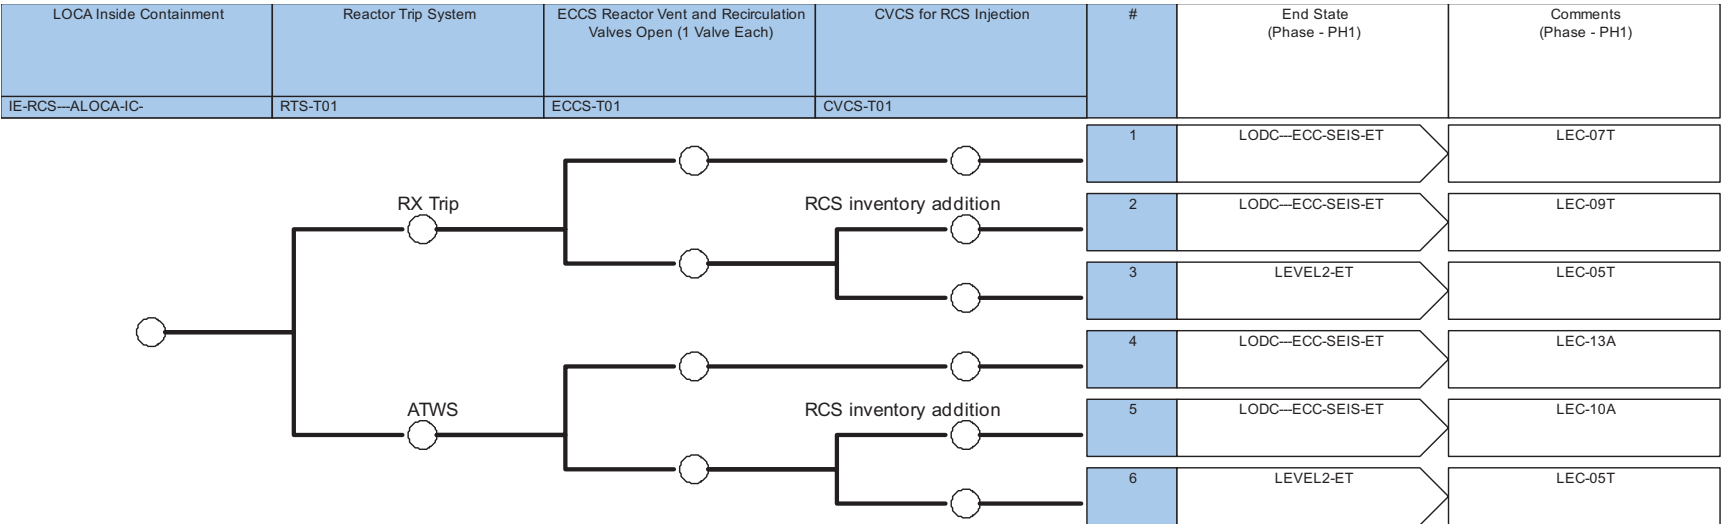 LOCA Inside Containment
Reactor Trip System
ECCS Reactor Vent and Recirculation
Valves Open (1 Valve Each)
CVCS for RCS Injection
#
End State
(Phase - PH1)
Comments
(Phase - PH1)
IE-RCS---ALOCA-IC-
RTS-T01
ECCS-T01
CVCS-T01
1
LODC---ECC-SEIS-ET
LEC-07T
RX Trip
RCS inventory addition
2
LODC---ECC-SEIS-ET
LEC-09T
3
LEVEL2-ET
LEC-05T
4
LODC---ECC-SEIS-ET
LEC-13A
ATWS
RCS inventory addition
5
LODC---ECC-SEIS-ET
LEC-10A
6
LEVEL2-ET
LEC-05T